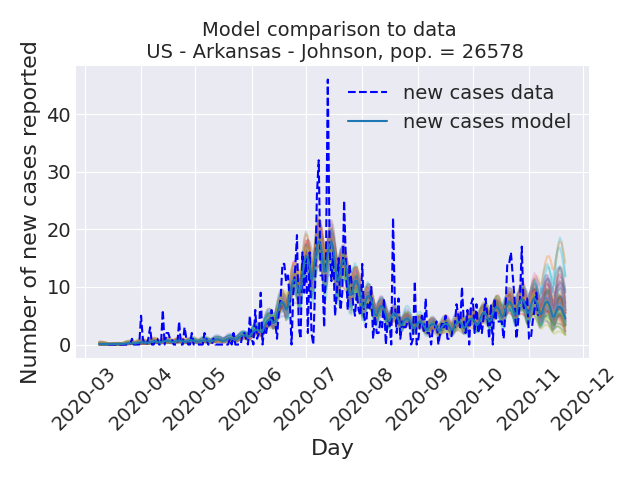 Model comparison to data
US - Arkansas - Johnson, pop. = 26578
Number of new cases reported
40
30
20
10
0
new cases data
new cases model
2020-03
2020-04
2020-05
2020-06
2020-07
2020-08
2020-09
2020-10
2020-11
2020-12
Day